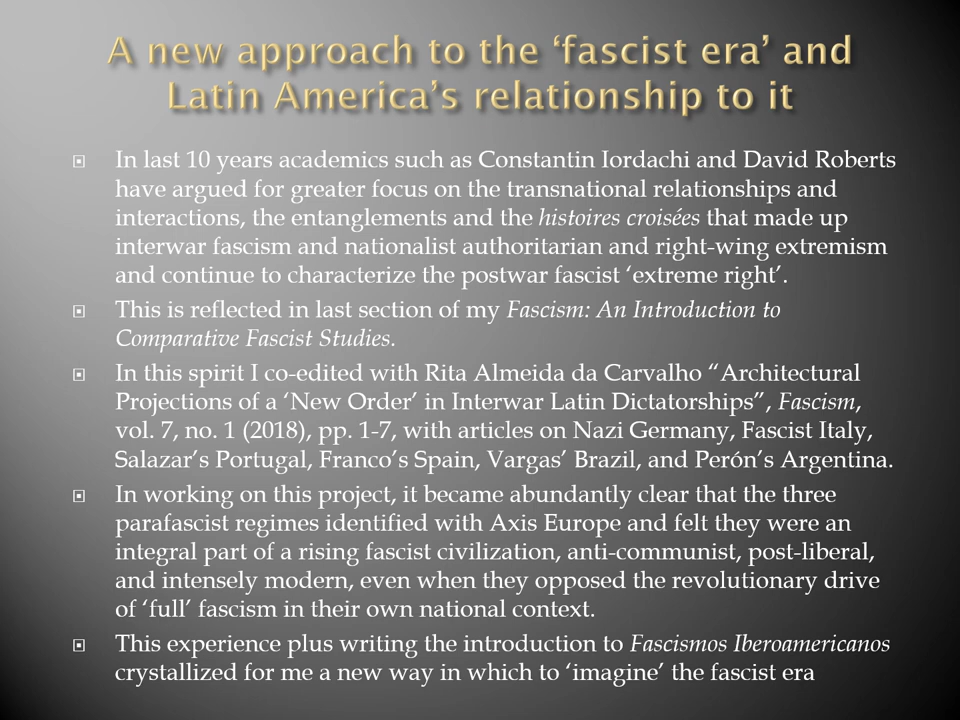 A new approach to the ‘fascist era’ and
Latin America’s relationship to it
In last 10 years academics such as Constantin Iordachi and David Roberts
have argued for greater focus on the transnational relationships and
interactions, the entanglements and the histoires croisées that made up
interwar fascism and nationalist authoritarian and right-wing extremism
and continue to characterize the postwar fascist ‘extreme right’.
This is reflected in last section of my Fascism: An Introduction to
Comparative Fascist Studies.
In this spirit I co-edited with Rita Almeida da Carvalho “Architectural
Projections of a ‘New Order’ in Interwar Latin Dictatorships”, Fascism,
vol. 7, no. 1 (2018), pp. 1-7, with articles on Nazi Germany, Fascist Italy,
Salazar’s Portugal, Franco’s Spain, Vargas’ Brazil, and Perón’s Argentina.
In working on this project, it became abundantly clear that the three
parafascist regimes identified with Axis Europe and felt they were an
integral part of a rising fascist civilization, anti-communist, post-liberal,
and intensely modern, even when they opposed the revolutionary drive
of ‘full’ fascism in their own national context.
This experience plus writing the introduction to Fascismos Iberoamericanos
crystallized for me a new way in which to ‘imagine’ the fascist era